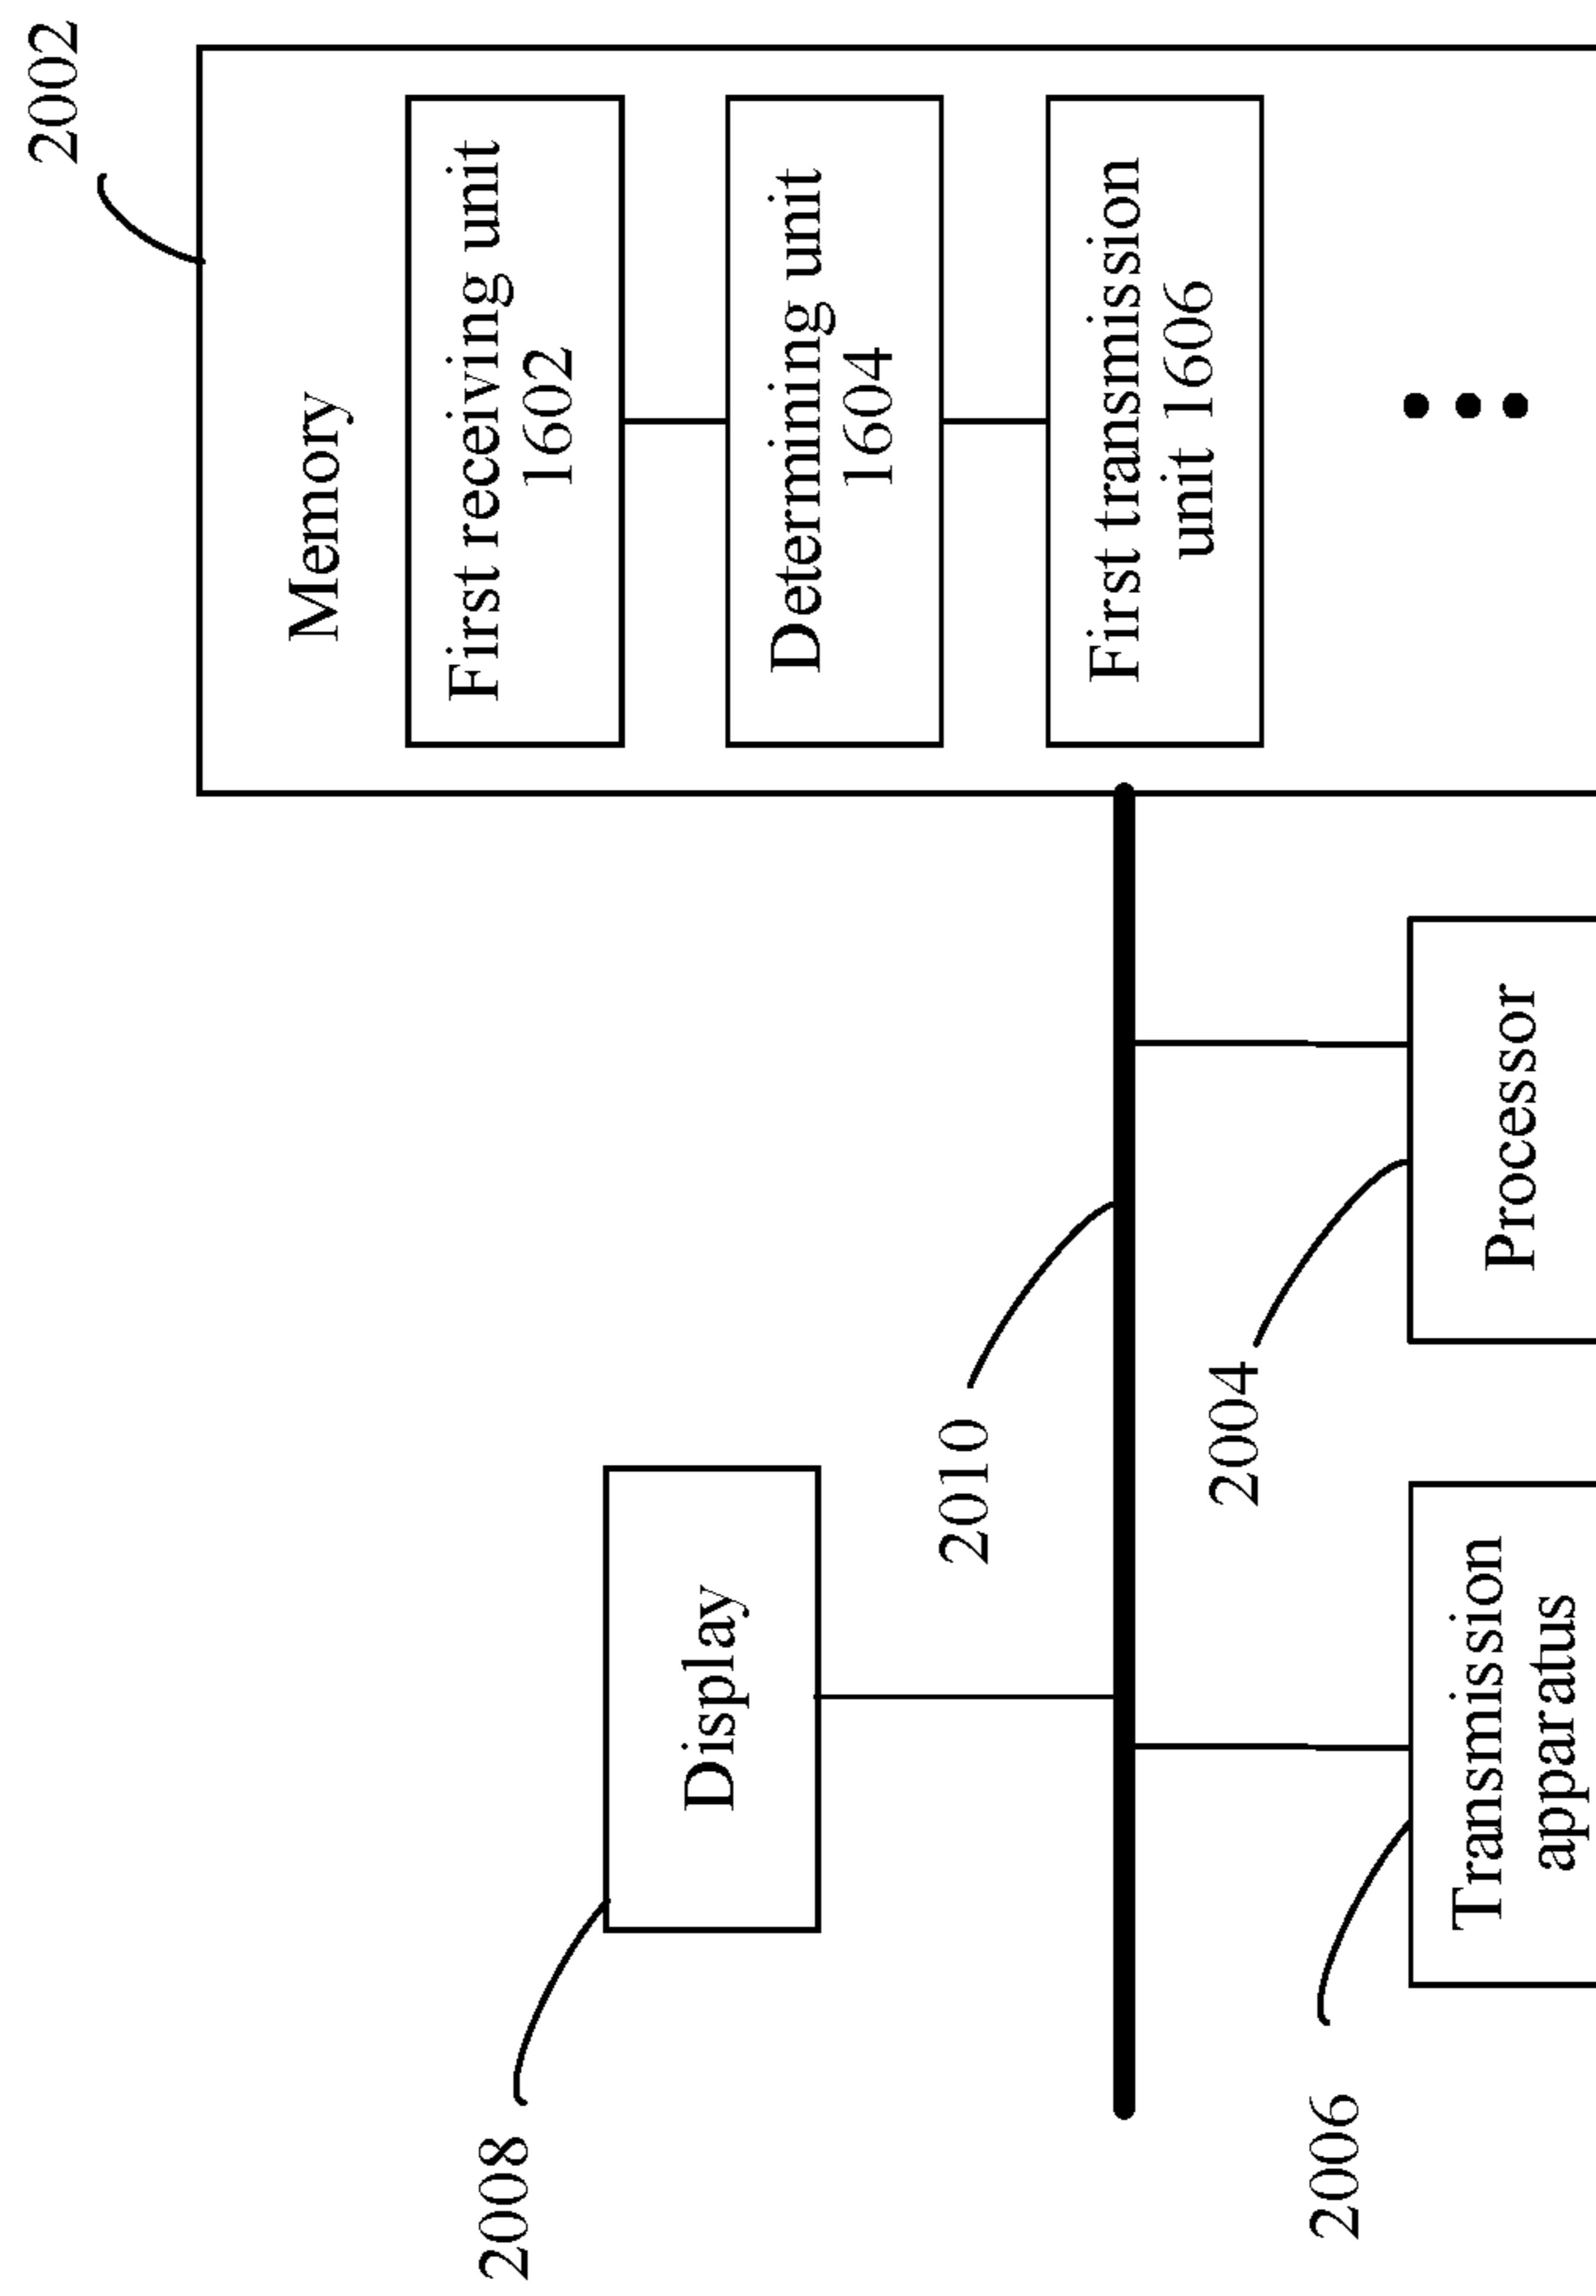 2002
Memory
First receiving unit
1602
Determining unit
1604
First transmission
unit 1606
2008
Display
2010
2004
Processor
2006
Transmission
apparatus